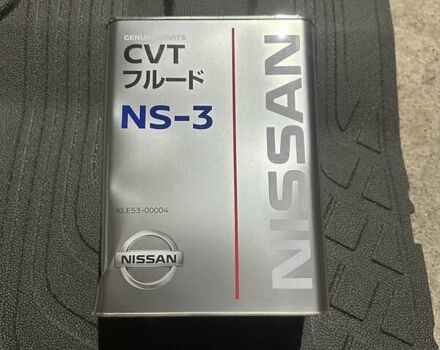 GENUINE PARTS
CVT
フルード
NS-3
KLE53-00004
NISSAN
NISSAN